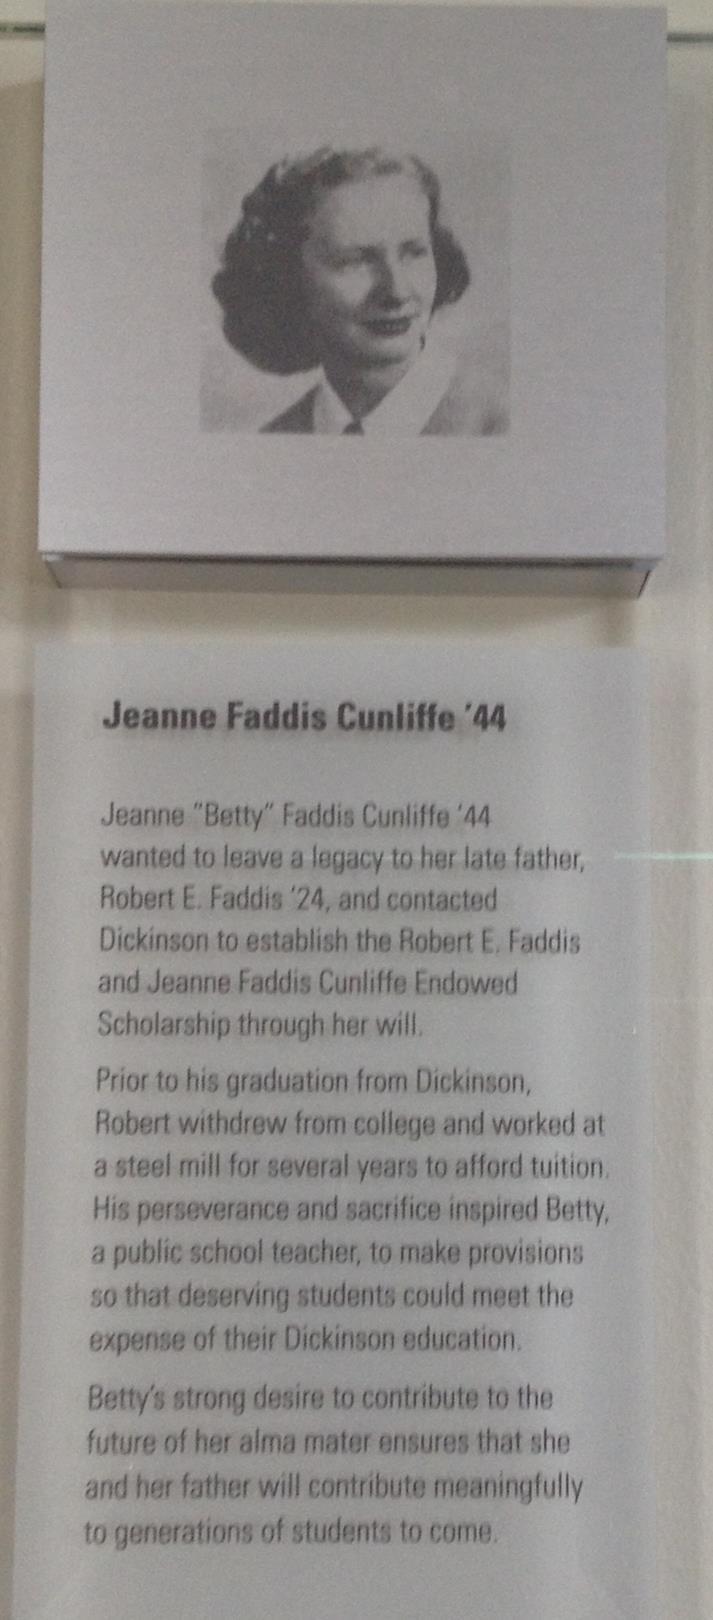 Jeanne Faddis Cunliffe '44
Jeanne "Betty" Faddis Cunliffe '44
wanted to leave a legacy to her late father,
Robert E. Faddis '24, and contacted
Dickinson to establish the Robert E. Faddis
and Jeanne Faddis Cunliffe Endowed
Scholarship through her will.
Prior to his graduation from Dickinson,
Robert withdrew from college and worked at
a steel mill for several years to afford tuition.
His perseverance and sacrifice inspired Betty,
a public school teacher, to make provisions
so that deserving students could meet the
expense of their Dickinson education.
Betty's strong desire to contribute to the
future of her alma mater ensures that she
and her father will contribute meaningfully
to generations of students to come.